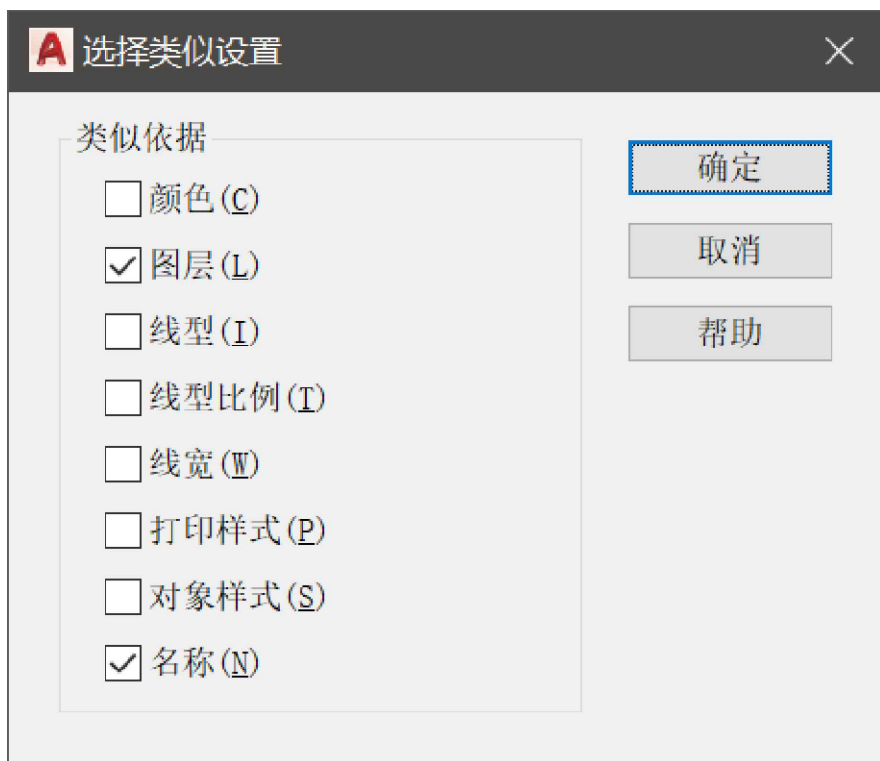 选择类似设置
类似依据
颜色(C)
图层(L)
线型(I)
线型比例(T)
线宽(W)
打印样式(P)
对象样式(S)
名称(N)
确定
取消
帮助